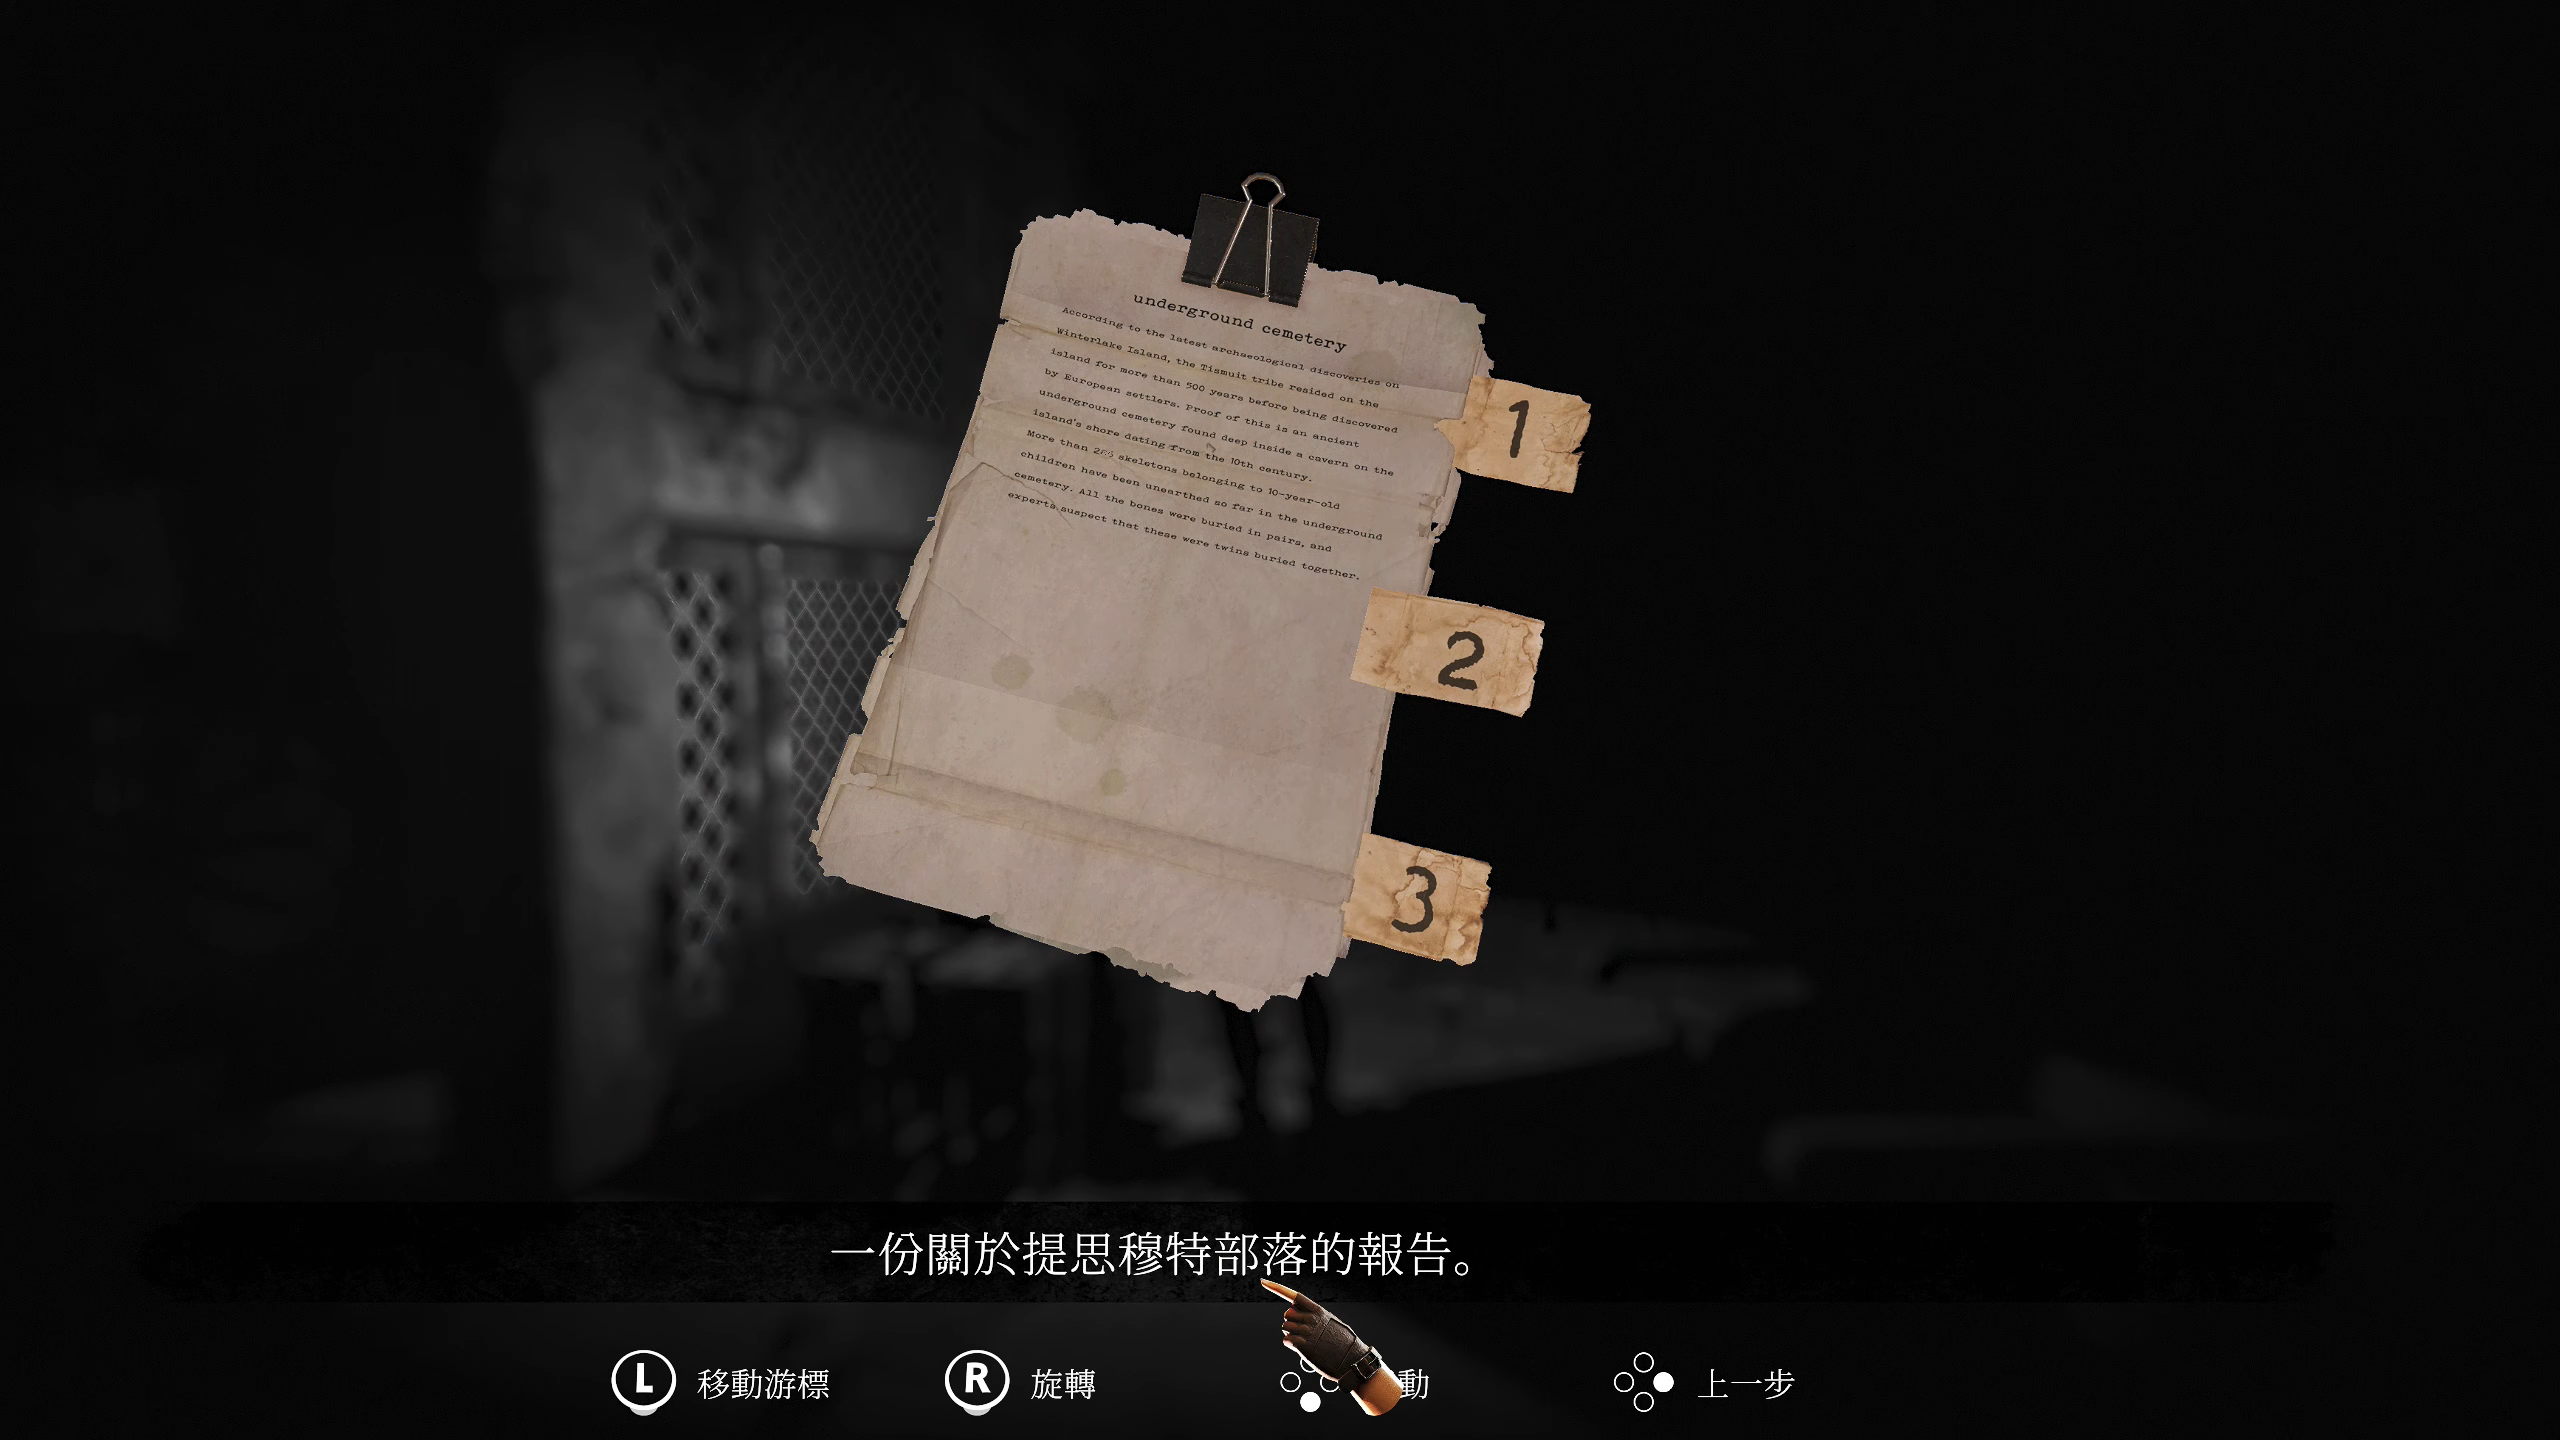 underground cemetery
According to the latest archaeological discoveries on
Winterlake Island, the Tismuit tribe resided on the
island for more than 500 years before being discovered
by European settlers. Proof of this is an ancient
underground cemetery found deep inside a cavern on the
island's shore dating from the 10th century.
More than skeletons belonging to 10-year-old
children have been unearthed so far in the underground
cemetery. All the bones were buried in pairs, and
experts suspect that these were twins buried together.
1
2
3
一份關於提思穆特部落的報告。
L 移動游標
R 旋轉
動
上一步